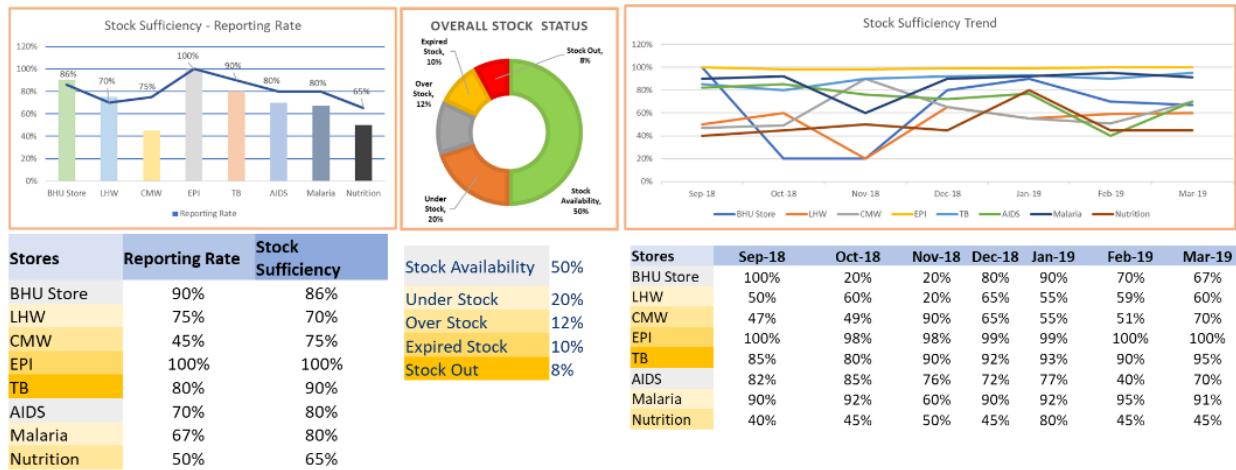 Stock Sufficiency - Reporting Rate
120%
100%
80%
60%
40%
20%
0%
86%
70%
75%
100%
90%
80%
80%
65%
BHU Store LHW CMW EPI TB AIDS Malaria Nutrition
Reporting Rate
OVERALL STOCK STATUS
Expired
Stock,
10%
Stock Out,
8%
Over
Stock,
12%
Under
Stock,
20%
Stock
Availability,
50%
Stock Sufficiency Trend
120%
100%
80%
60%
40%
20%
0%
Sep-18 Oct-18 Nov-18 Dec-18 Jan-19 Feb-19 Mar-19
BHU Store LHW CMW EPI TB AIDS Malaria Nutrition
Stores Reporting Rate Stock
Sufficiency
BHU Store 90% 86%
LHW 75% 70%
CMW 45% 75%
EPI 100% 100%
TB 80% 90%
AIDS 70% 80%
Malaria 67% 80%
Nutrition 50% 65%
Stock Availability 50%
Under Stock 20%
Over Stock 12%
Expired Stock 10%
Stock Out 8%
Stores Sep-18 Oct-18 Nov-18 Dec-18 Jan-19 Feb-19 Mar-19
BHU Store 100% 20% 20% 80% 90% 70% 67%
LHW 50% 60% 20% 65% 55% 59% 60%
CMW 47% 49% 90% 65% 55% 51% 70%
EPI 100% 98% 98% 99% 99% 100% 100%
TB 85% 80% 90% 92% 93% 90% 95%
AIDS 82% 85% 76% 72% 77% 40% 70%
Malaria 90% 92% 60% 90% 92% 95% 91%
Nutrition 40% 45% 50% 45% 80% 45% 45%